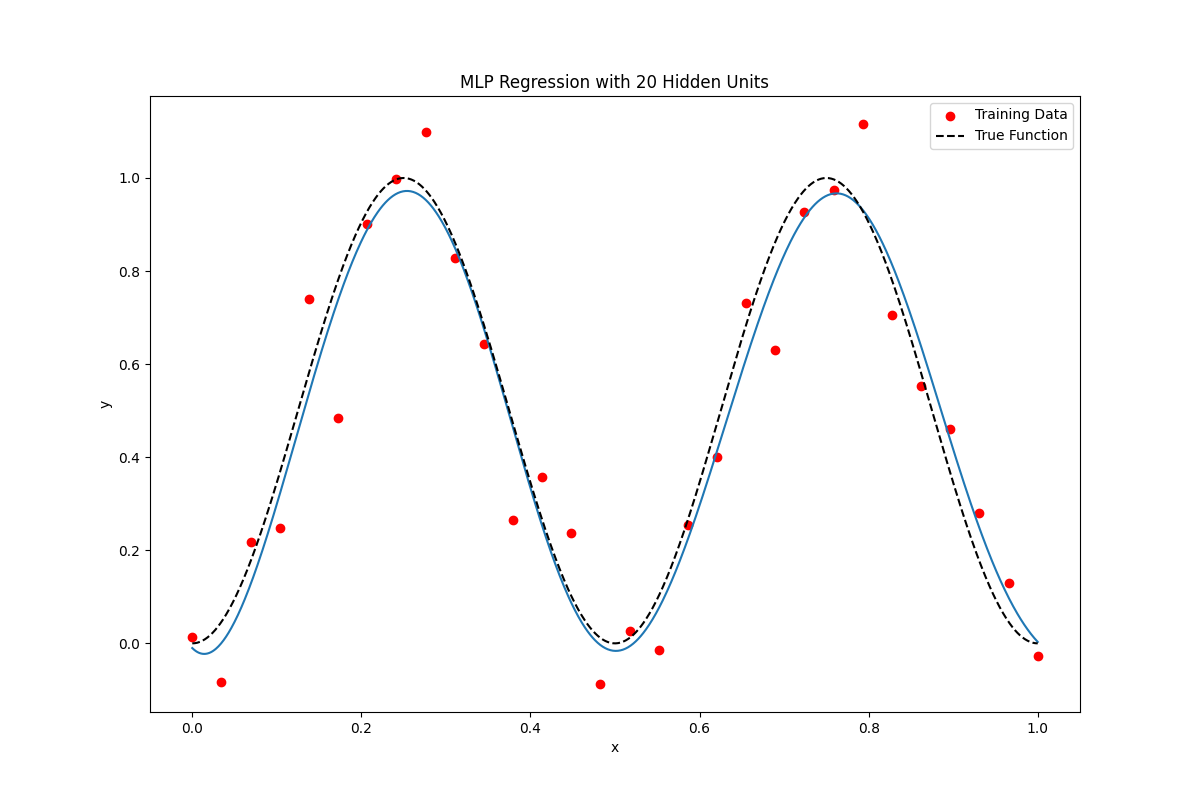 MLP Regression with 20 Hidden Units
Training Data
True Function
y
1.0
0.8
0.6
0.4
0.2
0.0
0.0 0.2 0.4 0.6 0.8 1.0
x